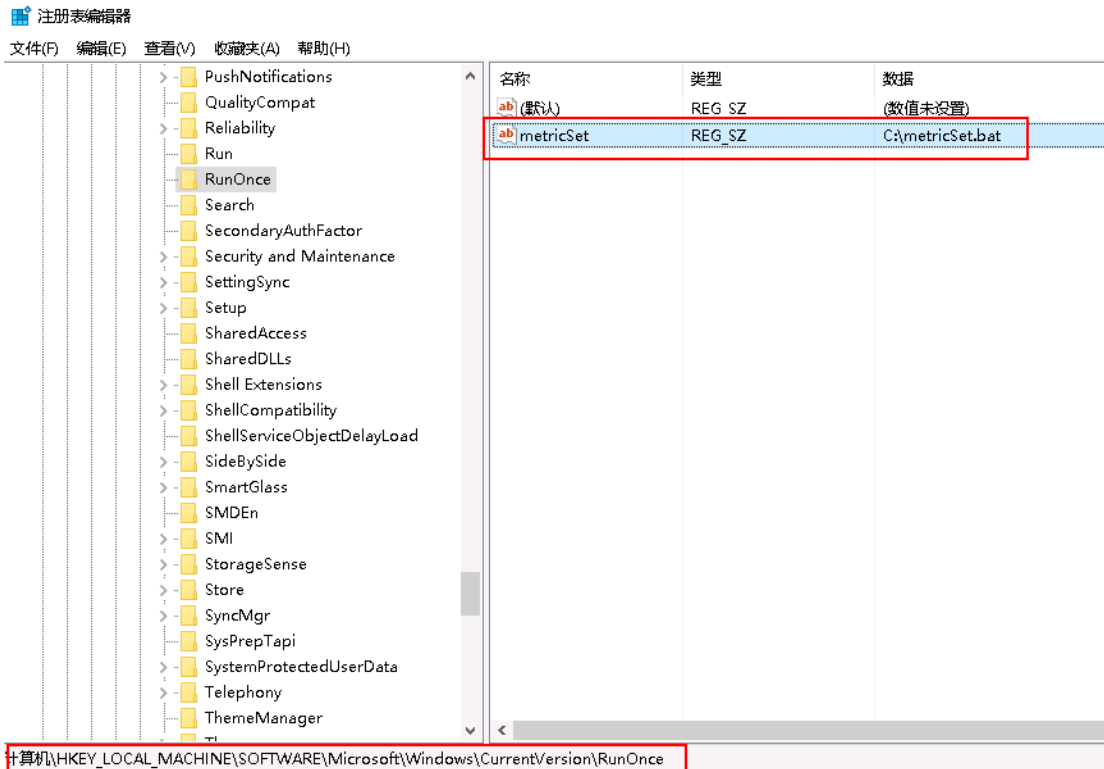 注册表编辑器
文件(F) 编辑(E) 查看(V) 收藏夹(A) 帮助(H)
PushNotifications
QualityCompat
Reliability
Run
RunOnce
Search
SecondaryAuthFactor
Security and Maintenance
SettingSync
Setup
SharedAccess
SharedDLLs
Shell Extensions
ShellCompatibility
ShellServiceObjectDelayLoad
SideBySide
SmartGlass
SMDEn
SMI
StorageSense
Store
SyncMgr
SysPrepTapi
SystemProtectedUserData
Telephony
ThemeManager
名称 类型 数据
ab (默认) REG_SZ (数值未设置)
ab metricSet REG_SZ C:\metricSet.bat
计算机\HKEY_LOCAL_MACHINE\SOFTWARE\Microsoft\Windows\CurrentVersion\RunOnce